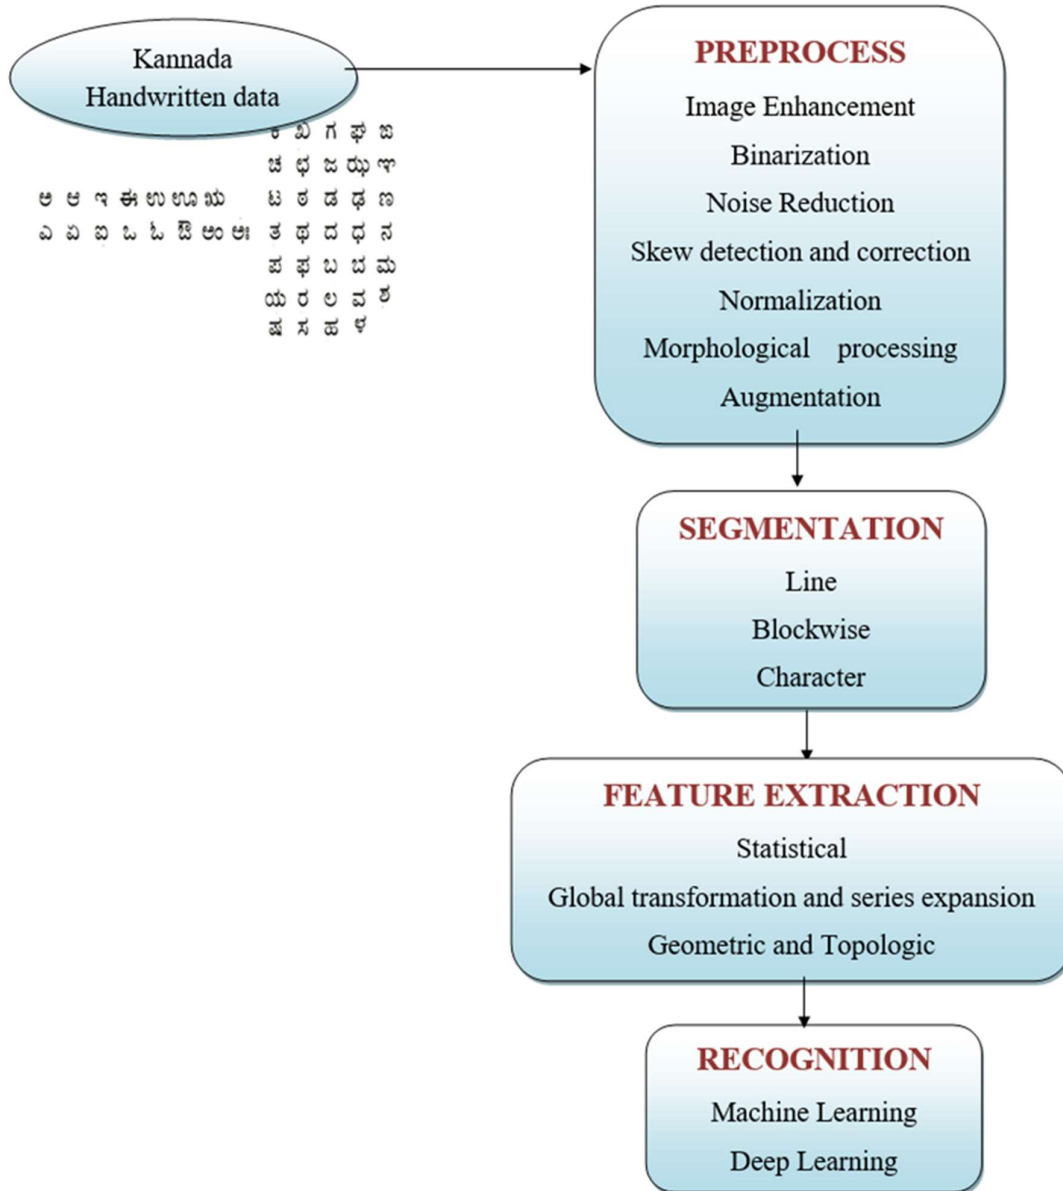 Kannada
Handwritten data
ಕ ಖ ಗ ಘ ಙ
ಚ ಛ ಜ ಝ ಞ
ಟ ಠ ಡ ಢ ಣ
ತ ಥ ದ ಧ ನ
ಪ ಫ ಬ ಬ ಮ
ಯ ರ ಲ ವ ಶ
ಷ ಸ ಹ ಳ
ಅ ಆ ಇ ಈ ಉ ಊ ಋ
ಎ ಏ ಐ ಒ ಓ ಔ ಅಂ ಅಃ
PREPROCESS
Image Enhancement
Binarization
Noise Reduction
Skew detection and correction
Normalization
Morphological processing
Augmentation
SEGMENTATION
Line
Blockwise
Character
FEATURE EXTRACTION
Statistical
Global transformation and series expansion
Geometric and Topologic
RECOGNITION
Machine Learning
Deep Learning